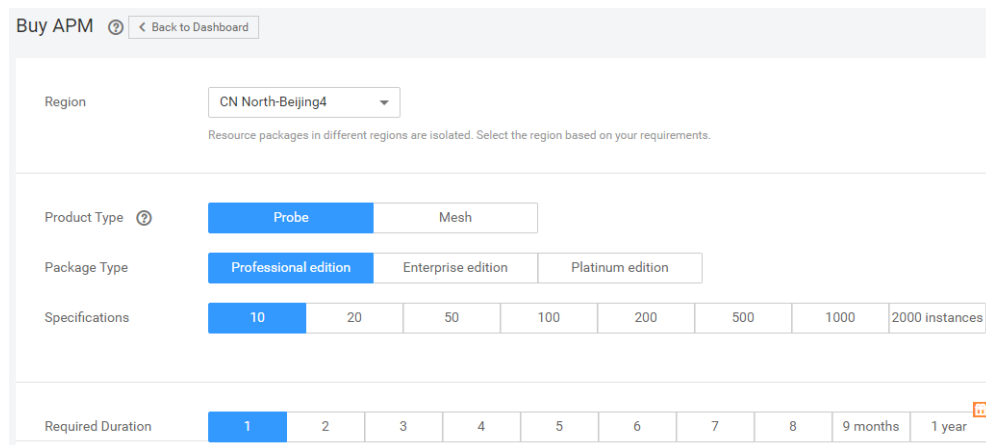 Buy APM ? < Back to Dashboard
Region CN North-Beijing4
Resource packages in different regions are isolated. Select the region based on your requirements.
Product Type ? Probe Mesh
Package Type Professional edition Enterprise edition Platinum edition
Specifications 10 20 50 100 200 500 1000 2000 instances
Required Duration 1 2 3 4 5 6 7 8 9 months 1 year